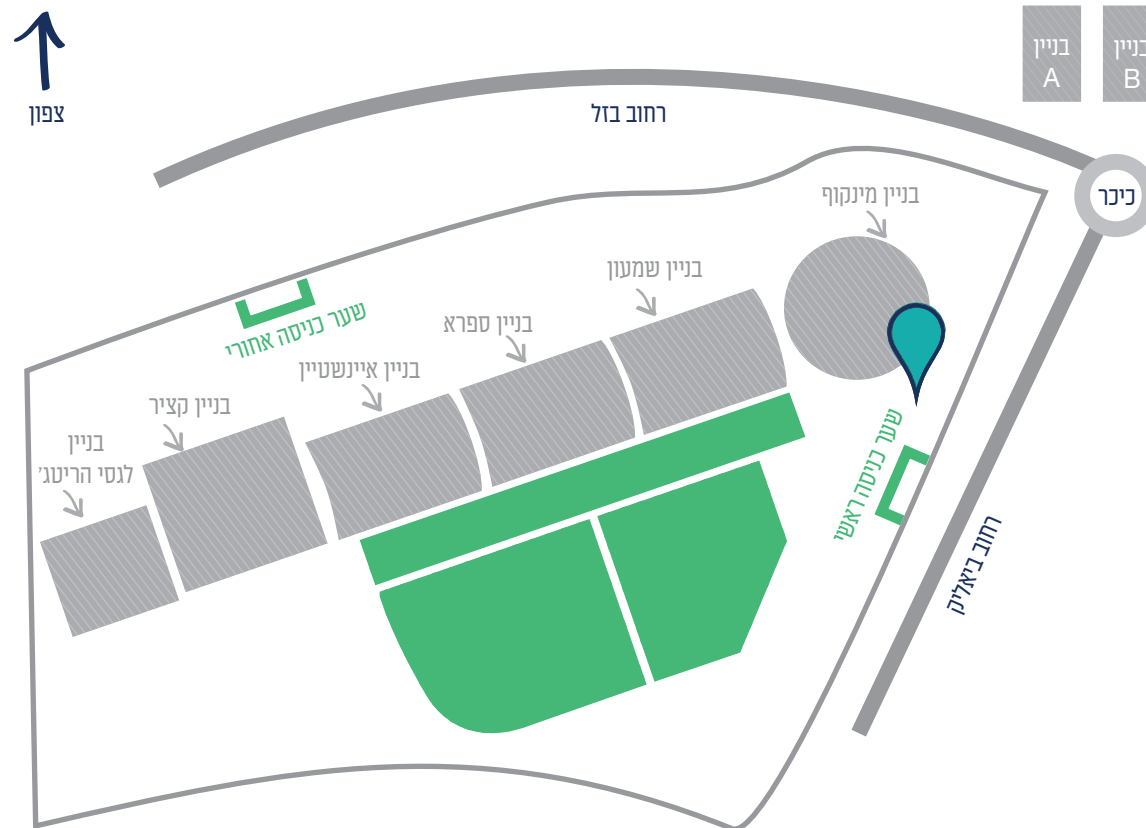 צפון
רחוב בזל
בניין
A
בניין
B
כיכר
בניין מינקוף
בניין שמעון
בניין ספרא
בניין איינשטיין
בניין קציר
בניין
לגסי הריטג'
שער כניסה אחורי
שער כניסה ראשי
רחוב ביאליק